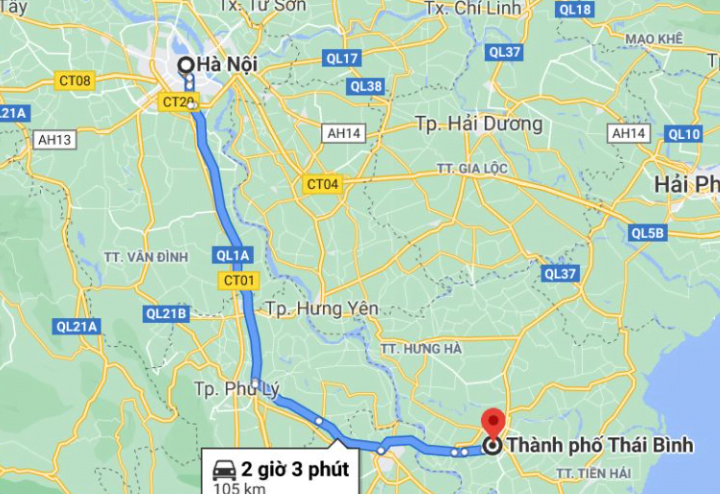 Tây
Tx. Từ Sơn
Tx. Chí Linh
QL18
MẠO KHÊ
QL37
QL17
Hà Nội
CT08
QL38
CT20
L21A
AH13
AH14
Tp. Hải Dương
AH14
QL10
TT. GIA LỘC
CT04
Hải Ph
QL5B
QL1A
TT. VÂN ĐÌNH
QL37
CT01
Tp. Hưng Yên
QL21B
QL21A
TT. HƯNG HÀ
Tp. Phủ Lý
Thành phố Thái Bình
2 giờ 3 phút
105 km
TT. TIỀN HẢI